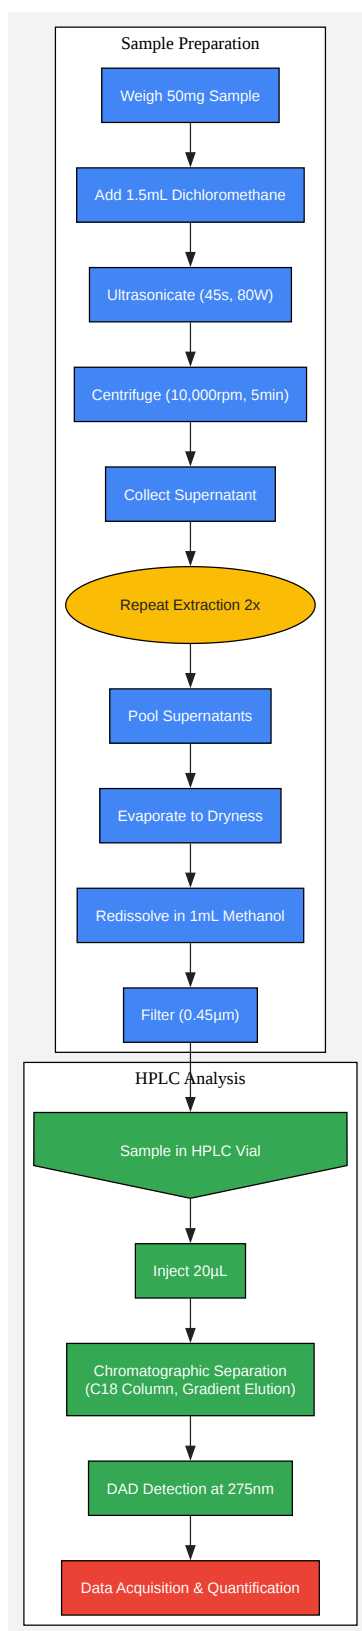 Sample Preparation
Weigh 50mg Sample
Add 1.5mL Dichloromethane
Ultrasonicate (45s, 80W)
Centrifuge (10,000rpm, 5min)
Collect Supernatant
Repeat Extraction 2x
Pool Supernatants
Evaporate to Dryness
Redissolve in 1mL Methanol
Filter (0.45µm)
HPLC Analysis
Sample in HPLC Vial
Inject 20µL
Chromatographic Separation
(C18 Column, Gradient Elution)
DAD Detection at 275nm
Data Acquisition & Quantification